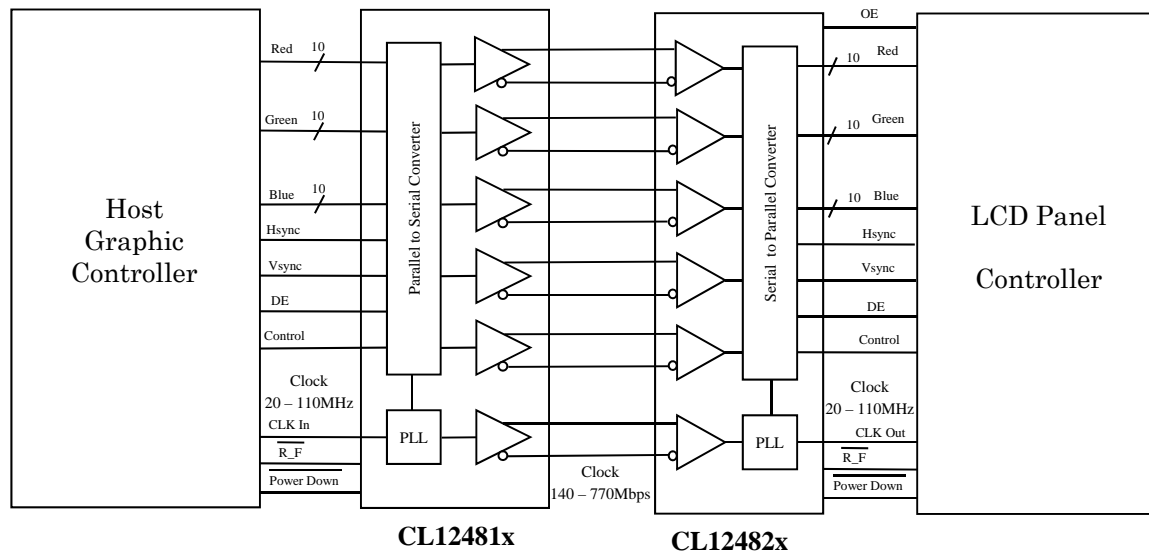 Host
Graphic
Controller
Red
10
Green
10
Blue
10
Hsync
Vsync
DE
Control
Clock
20 – 110MHz
CLK In
R_F
Power Down
Parallel to Serial Converter
PLL
CL12481x
Clock
140 – 770Mbps
Serial to Parallel Converter
PLL
CL12482x
OE
10
Red
10
Green
10
Blue
Hsync
Vsync
DE
Control
Clock
20 – 110MHz
CLK Out
R_F
Power Down
LCD Panel
Controller